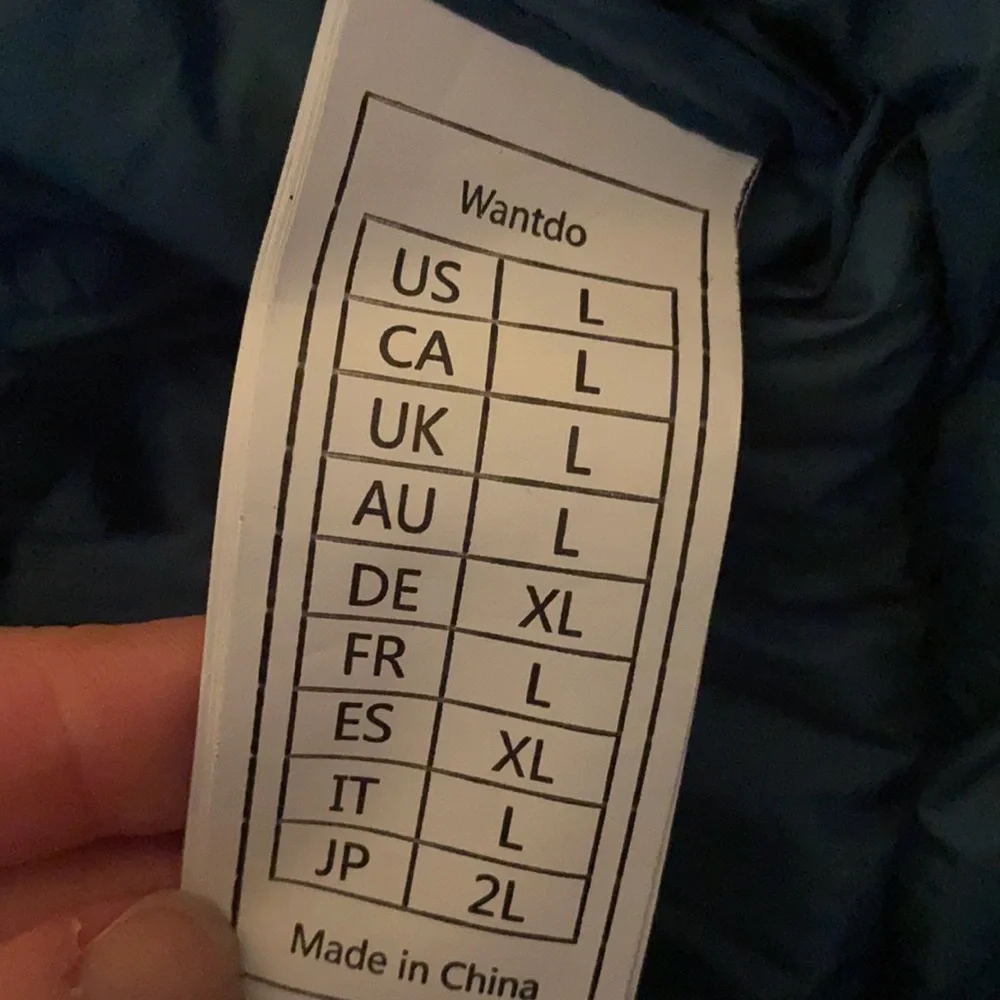 Wantdo
US L
CA L
UK L
AU L
DE XL
FR L
ES XL
IT L
JP 2L
Made in China